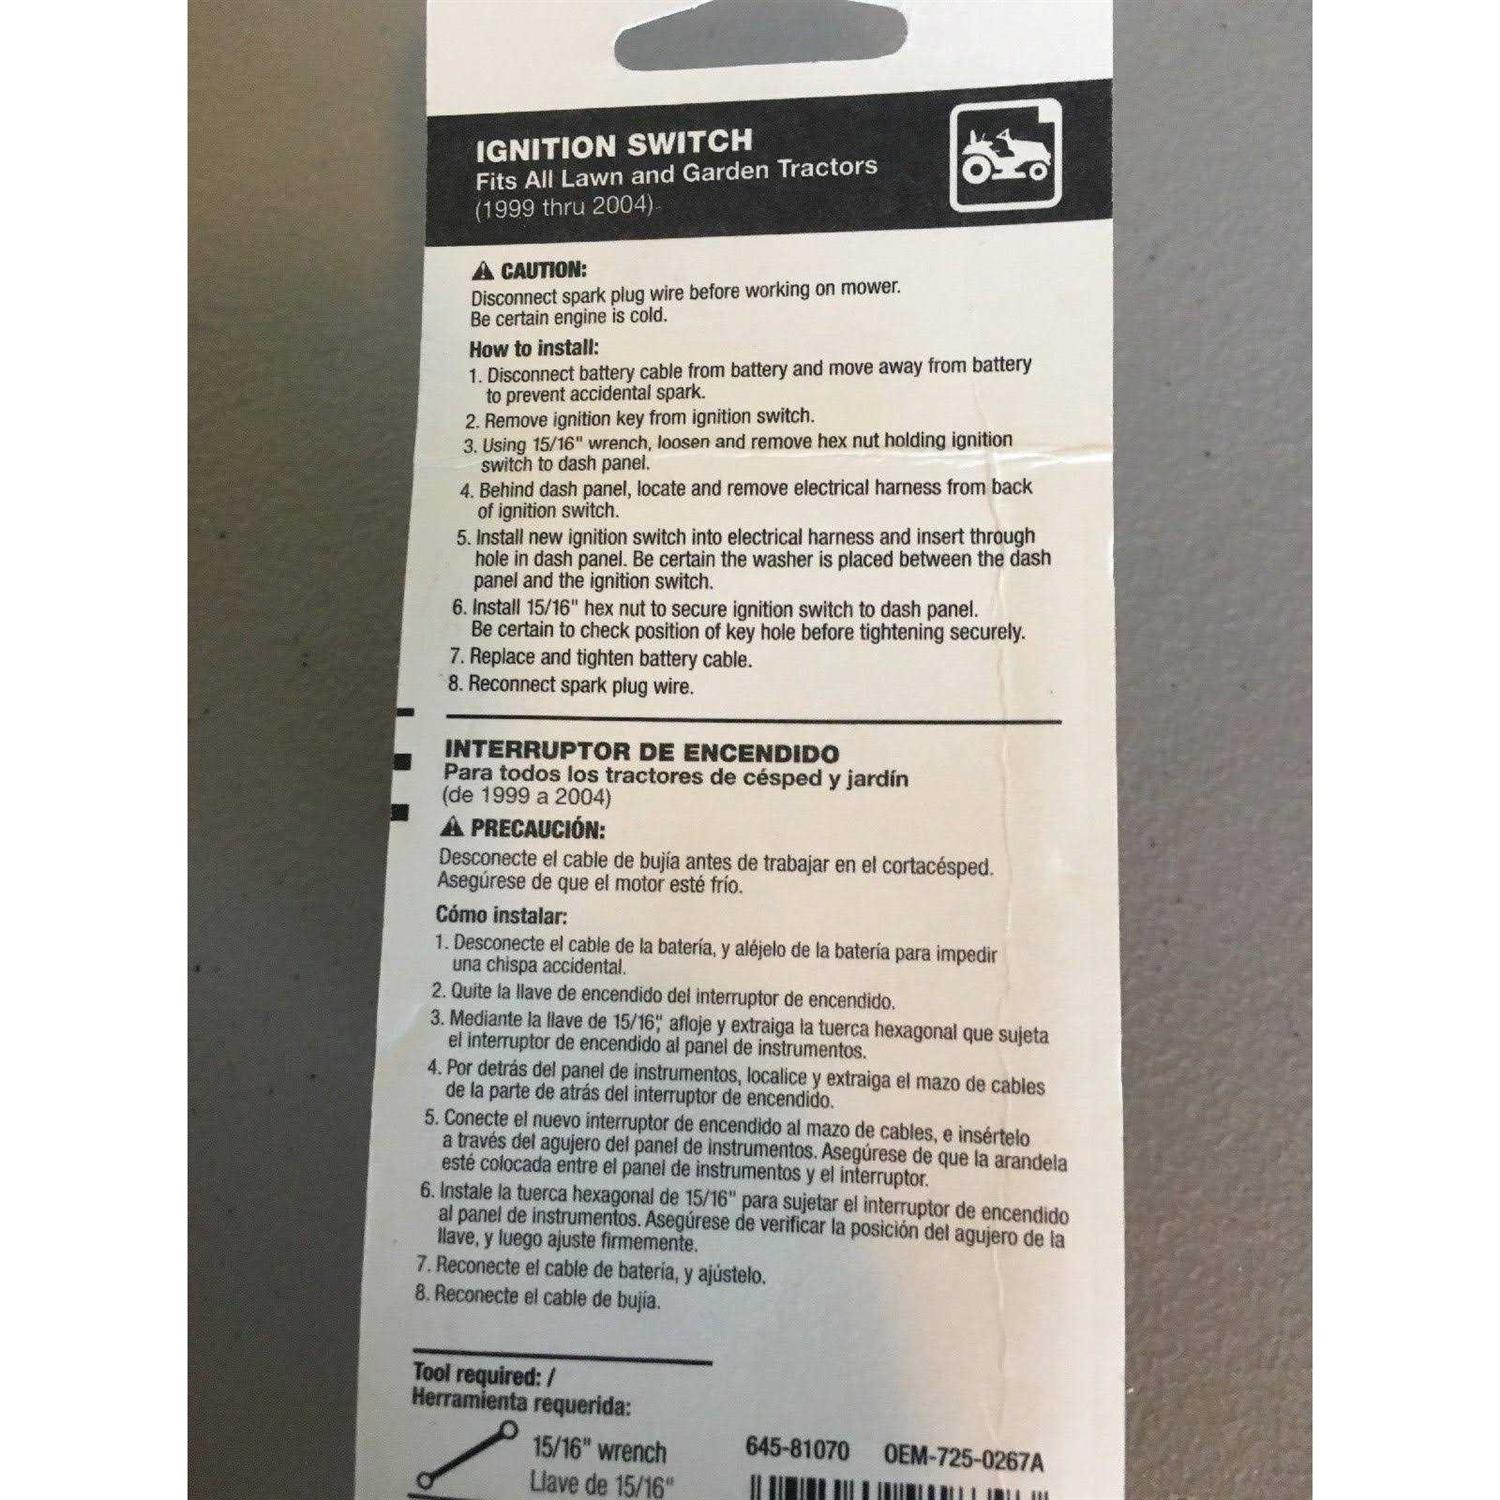 IGNITION SWITCH
Fits All Lawn and Garden Tractors
(1999 thru 2004)
CAUTION:
Disconnect spark plug wire before working on mower.
Be certain engine is cold.
How to install:
1. Disconnect battery cable from battery and move away from battery
to prevent accidental spark.
2. Remove ignition key from ignition switch.
3. Using 15/16" wrench, loosen and remove hex nut holding ignition
switch to dash panel.
4. Behind dash panel, locate and remove electrical harness from back
of ignition switch.
5. Install new ignition switch into electrical harness and insert through
hole in dash panel. Be certain the washer is placed between the dash
panel and the ignition switch.
6. Install 15/16" hex nut to secure ignition switch to dash panel.
Be certain to check position of key hole before tightening securely.
7. Replace and tighten battery cable.
8. Reconnect spark plug wire.
INTERRUPTOR DE ENCENDIDO
Para todos los tractores de césped y jardín
(de 1999 a 2004)
PRECAUCIÓN:
Desconecte el cable de bujía antes de trabajar en el cortacésped.
Asegúrese de que el motor esté frío.
Cómo instalar:
1. Desconecte el cable de la batería, y aléjelo de la batería para impedir
una chispa accidental.
2. Quite la llave de encendido del interruptor de encendido.
3. Mediante la llave de 15/16", afloje y extraiga la tuerca hexagonal que sujeta
el interruptor de encendido al panel de instrumentos.
4. Por detrás del panel de instrumentos, localice y extraiga el mazo de cables
de la parte de atrás del interruptor de encendido.
5. Conecte el nuevo interruptor de encendido al mazo de cables, e insértelo
a través del agujero del panel de instrumentos. Asegúrese de que la arandela
esté colocada entre el panel de instrumentos y el interruptor.
6. Instale la tuerca hexagonal de 15/16" para sujetar el interruptor de encendido
al panel de instrumentos. Asegúrese de verificar la posición del agujero de la
llave, y luego ajuste firmemente.
7. Reconecte el cable de batería, y ajústelo.
8. Reconecte el cable de bujía.
Tool required: /
Herramienta requerida:
15/16" wrench
Llave de 15/16"
645-81070 OEM-725-0267A